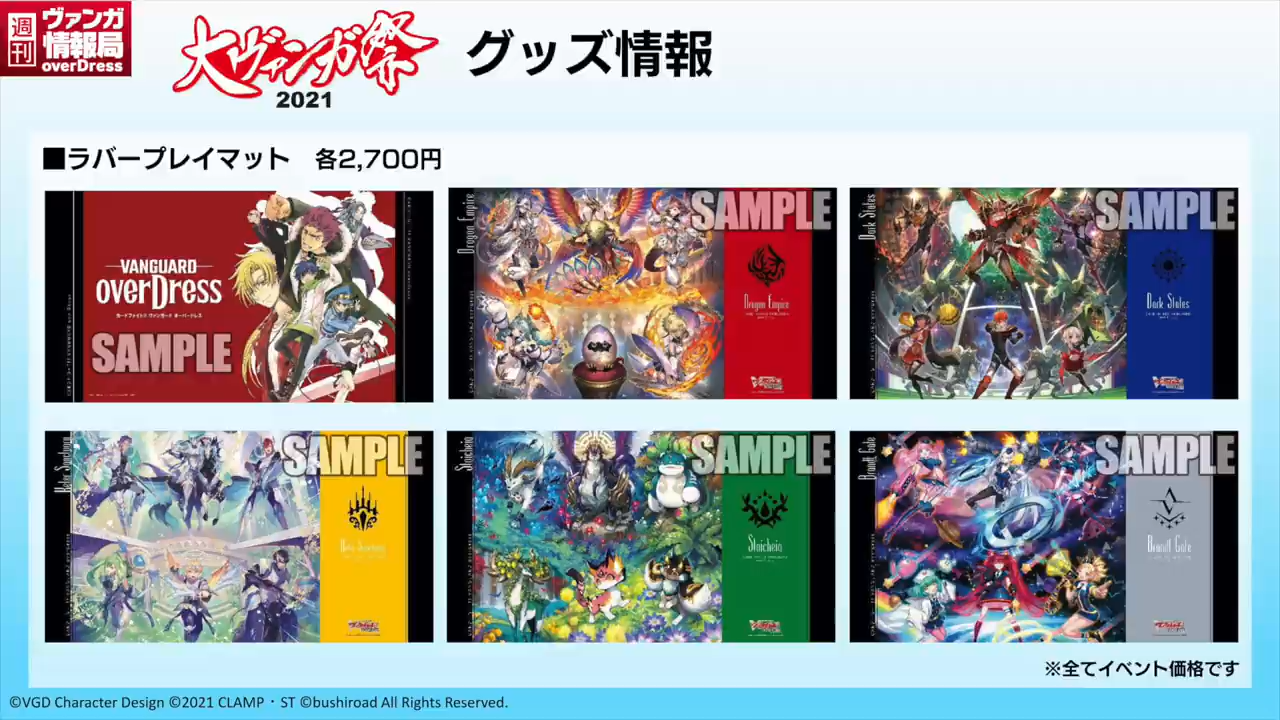 週刊
ヴァンガ
情報局
overDress
大ヴァンガ祭
2021
グッズ情報
■ラバープレイマット 各2,700円
VANGUARD
overDress
カードファイト!! ヴァンガード オーバードレス
SAMPLE
Dragon Empire
SAMPLE
Dragon Empire
Dark States
SAMPLE
Dark States
SAMPLE
Keter Sanctuary
Stoicheia
SAMPLE
Stoicheia
Brandt Gate
SAMPLE
Brandt Gate
※全てイベント価格です
©VGD Character Design ©2021 CLAMP・ST ©bushiroad All Rights Reserved.